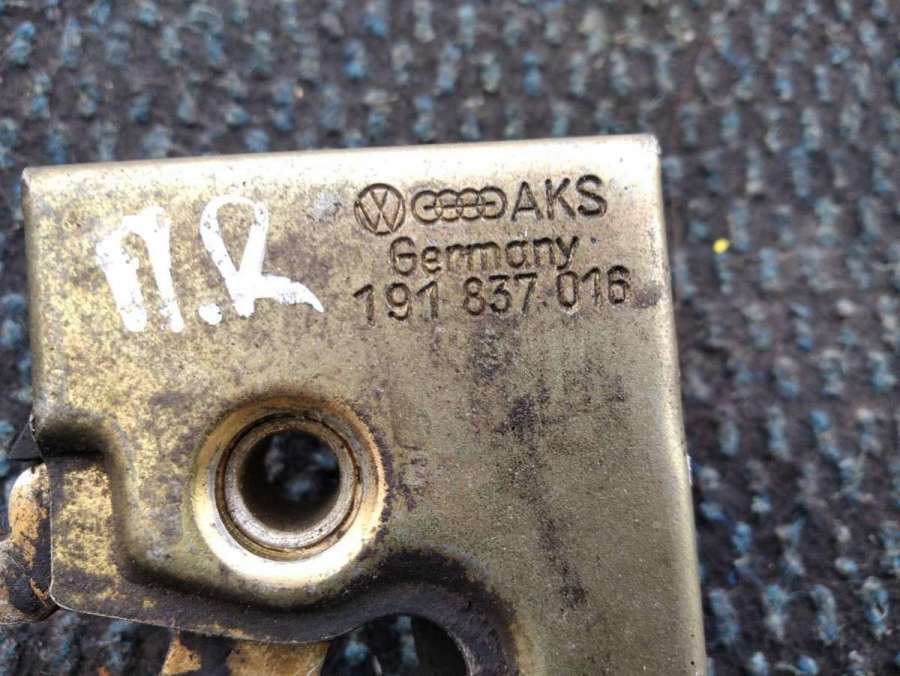 AKS
Germany
191 837 016
П.Я